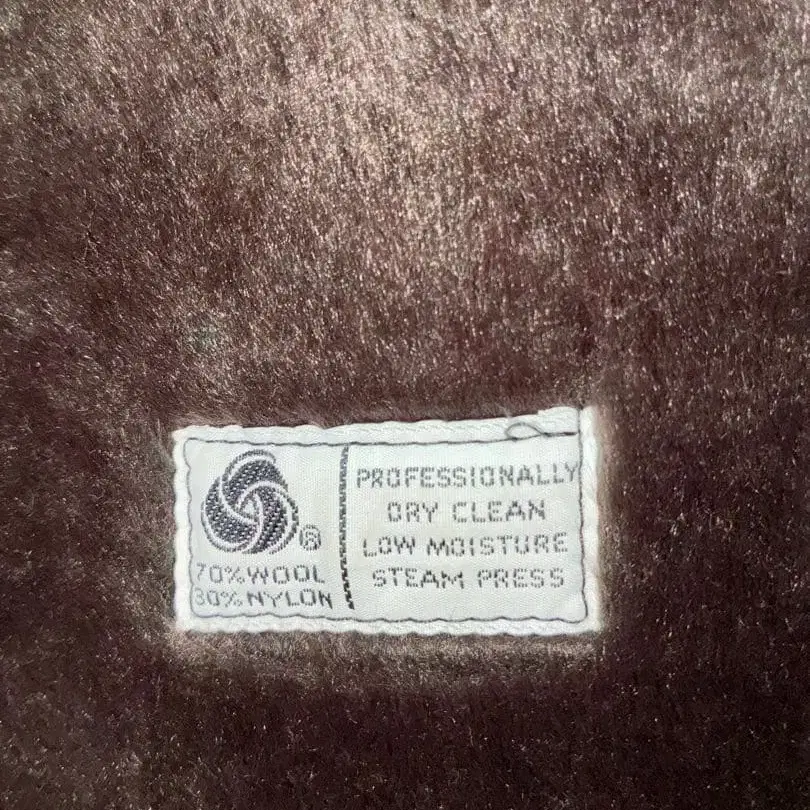 ®
70%WOOL
30%NYLON
PROFESSIONALLY
DRY CLEAN
LOW MOISTURE
STEAM PRESS